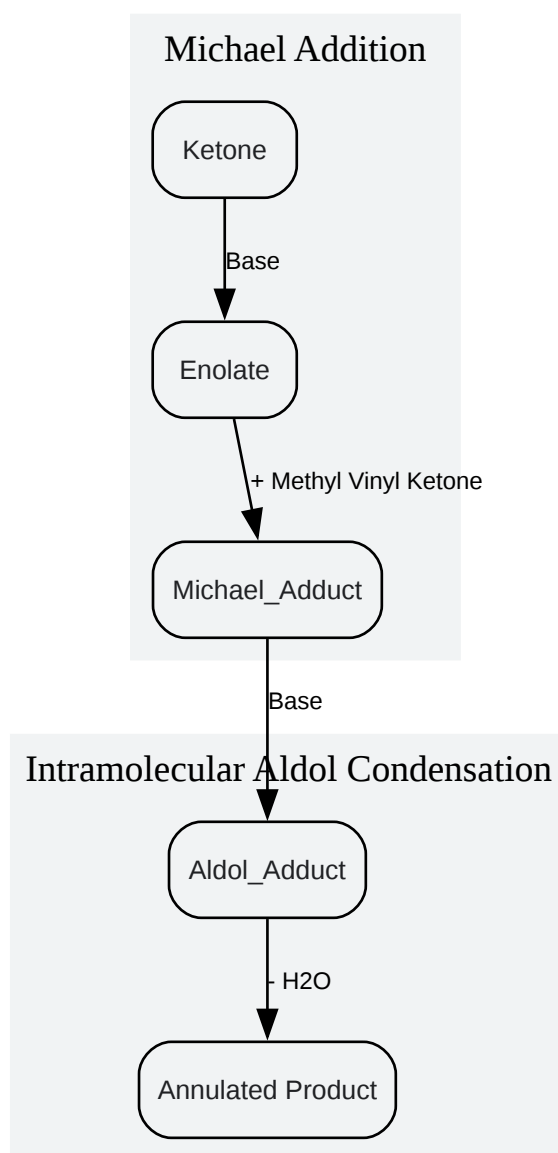 Michael Addition
Ketone
Base
Enolate
+ Methyl Vinyl Ketone
Michael_Adduct
Base
Intramolecular Aldol Condensation
Aldol_Adduct
- H2O
Annulated Product